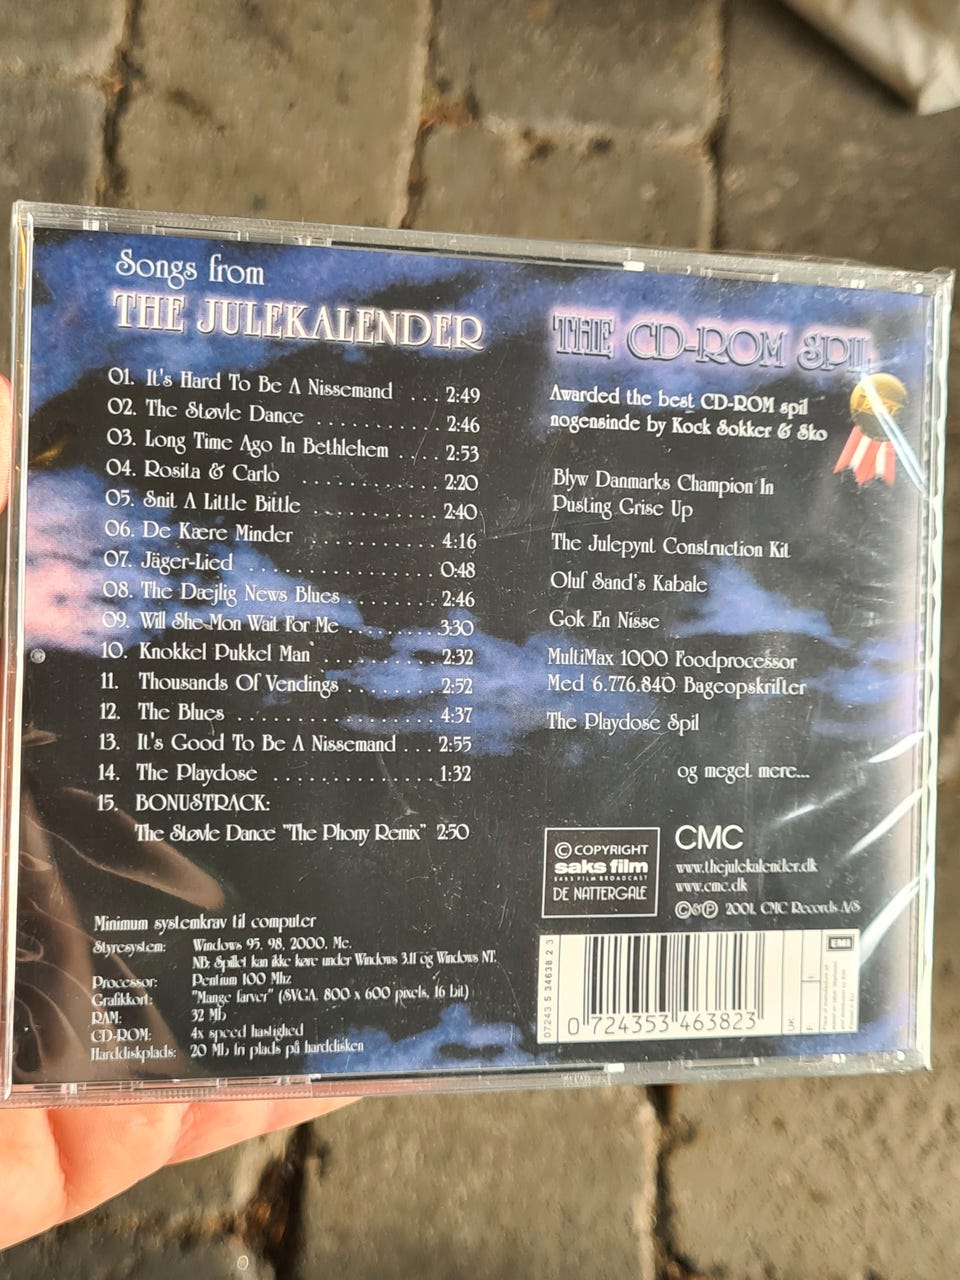 Songs from
THE JULEKALENDER
01. It's Hard To Be A Nissemand ... 2:49
02. The Støvle Dance .............. 2:46
03. Long Time Ago In Bethlehem .... 2:53
04. Rosita & Carlo ................ 2:20
05. Snit A Little Bittle ............. 2:40
06. De Kære Minder .............. 4:16
07. Jäger-Lied .................... 0:48
08. The Dæjlig News Blues ......... 2:46
09. Will She Mon Wait For Me ......... 3:30
10. Knokkel Pukkel Man' ............ 2:32
11. Thousands Of Vendings ......... 2:52
12. The Blues .................... 4:37
13. It's Good To Be A Nissemand ... 2:55
14. The Playdose ................. 1:32
15. BONUSTRACK:
The Støvle Dance "The Phony Remix" 2:50
Minimum systemkrav til computer
Styresystem: Windows 95, 98, 2000, Me.
NB: Spillet kan ikke køre under Windows 3.11 og Windows NT.
Processor: Pentium 100 Mhz
Grafikkort: "Mange farver" (SVGA. 800 x 600 pixels, 16 bit)
RAM: 32 Mb
CD-ROM: 4x speed hastighed
Harddiskplads: 20 Mb fri plads på harddisken
THE CD-ROM SPIL
Awarded the best CD-ROM spil
nogensinde by Kock Sokker & Sko
Blyw Danmarks Champion In
Pusting Grise Up
The Julepynt Construction Kit
Oluf Sand's Kabale
Gok En Nisse
MultiMax 1000 Foodprocessor
Med 6.776.840 Bageopskrifter
The Playdose Spil
og meget mere...
© COPYRIGHT
saks film
SAKS FILM BROADCAST
DE NATTERGALE
CMC
www.thejulekalender.dk
www.cmc.dk
©&℗ 2001, CMC Records A/S
07243 5 34638 2 3
0 724353 463823
UK:
F:
EMI